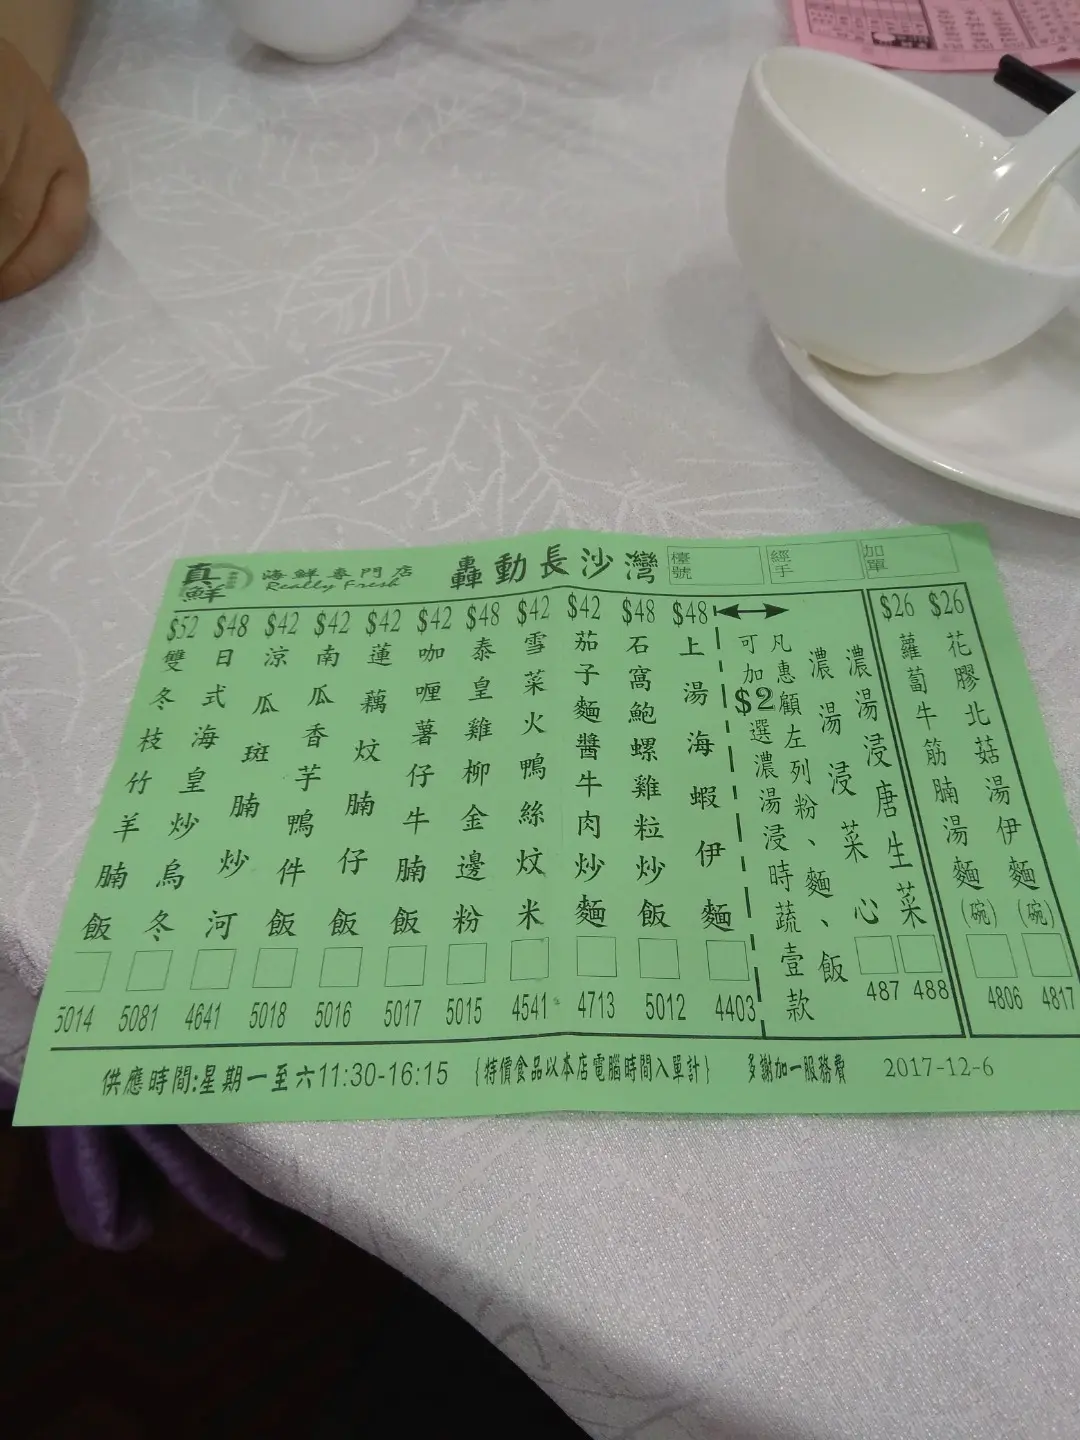 真鮮
海鮮專門店
Really Fresh
轟動長沙灣
檯號
經手
加單
$26 花膠北菇湯伊麵(碗) 4817
$26 蘿蔔牛筋腩湯麵(碗) 4806
濃湯浸唐生菜 488
濃湯浸菜心 487
凡惠顧左列粉、麵、飯
可加$2選濃湯浸時蔬壹款
$48 上湯海蝦伊麵 4403
$48 石窩鮑螺雞粒炒飯 5012
$42 茄子麵醬牛肉炒麵 4713
$42 雪菜火鴨絲炆米 4541
$48 泰皇雞柳金邊粉 5015
$42 咖喱薯仔牛腩飯 5017
$42 蓮藕炆腩仔飯 5016
$42 南瓜香芋鴨件飯 5018
$42 涼瓜斑腩炒河 4641
$48 日式海皇炒烏冬 5081
$52 雙冬枝竹羊腩飯 5014
供應時間:星期一至六11:30-16:15
{特價食品以本店電腦時間入單計}
多謝加一服務費
2017-12-6